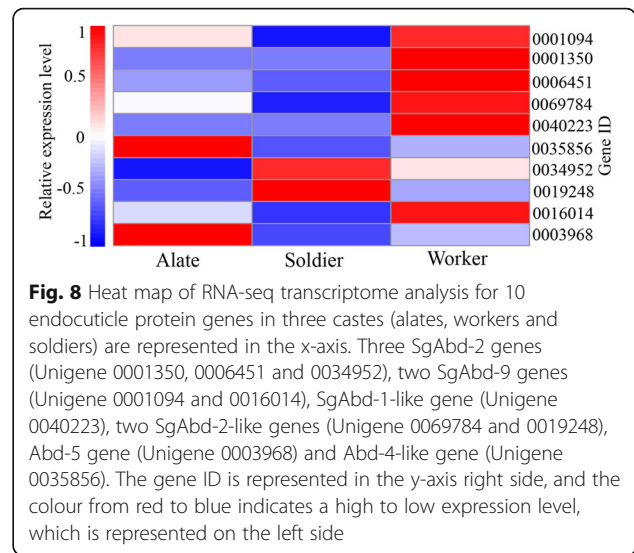 1
0.5
0
-0.5
-1
Relative expression level
0001094
0001350
0006451
0069784
0040223
0035856
0034952
0019248
0016014
0003968
Gene ID
Alate Soldier Worker
Fig. 8 Heat map of RNA-seq transcriptome analysis for 10
endocuticle protein genes in three castes (alates, workers and
soldiers) are represented in the x-axis. Three SgAbd-2 genes
(Unigene 0001350, 0006451 and 0034952), two SgAbd-9 genes
(Unigene 0001094 and 0016014), SgAbd-1-like gene (Unigene
0040223), two SgAbd-2-like genes (Unigene 0069784 and 0019248),
Abd-5 gene (Unigene 0003968) and Abd-4-like gene (Unigene
0035856). The gene ID is represented in the y-axis right side, and the
colour from red to blue indicates a high to low expression level,
which is represented on the left side